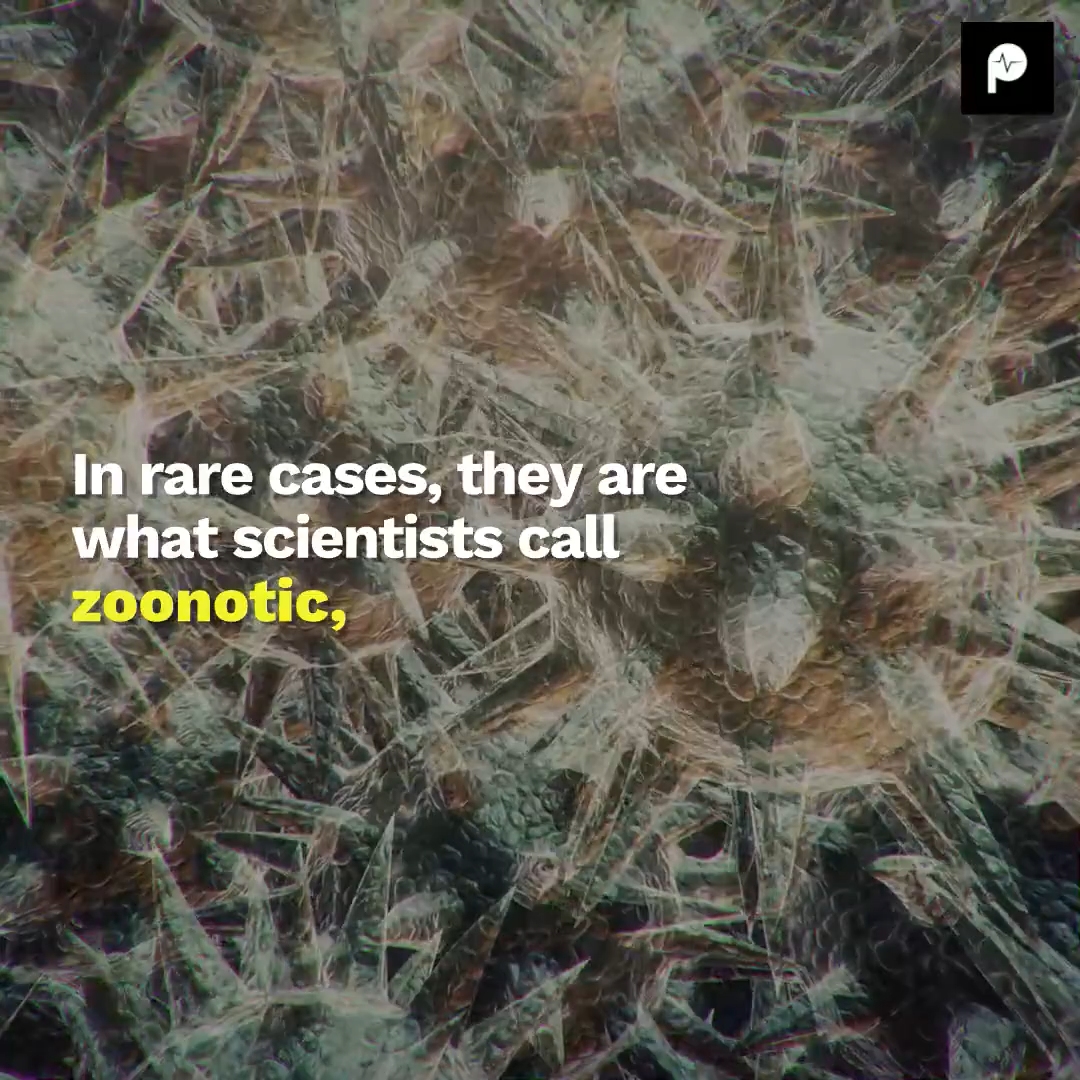 In rare cases, they are
what scientists call
zoonotic,